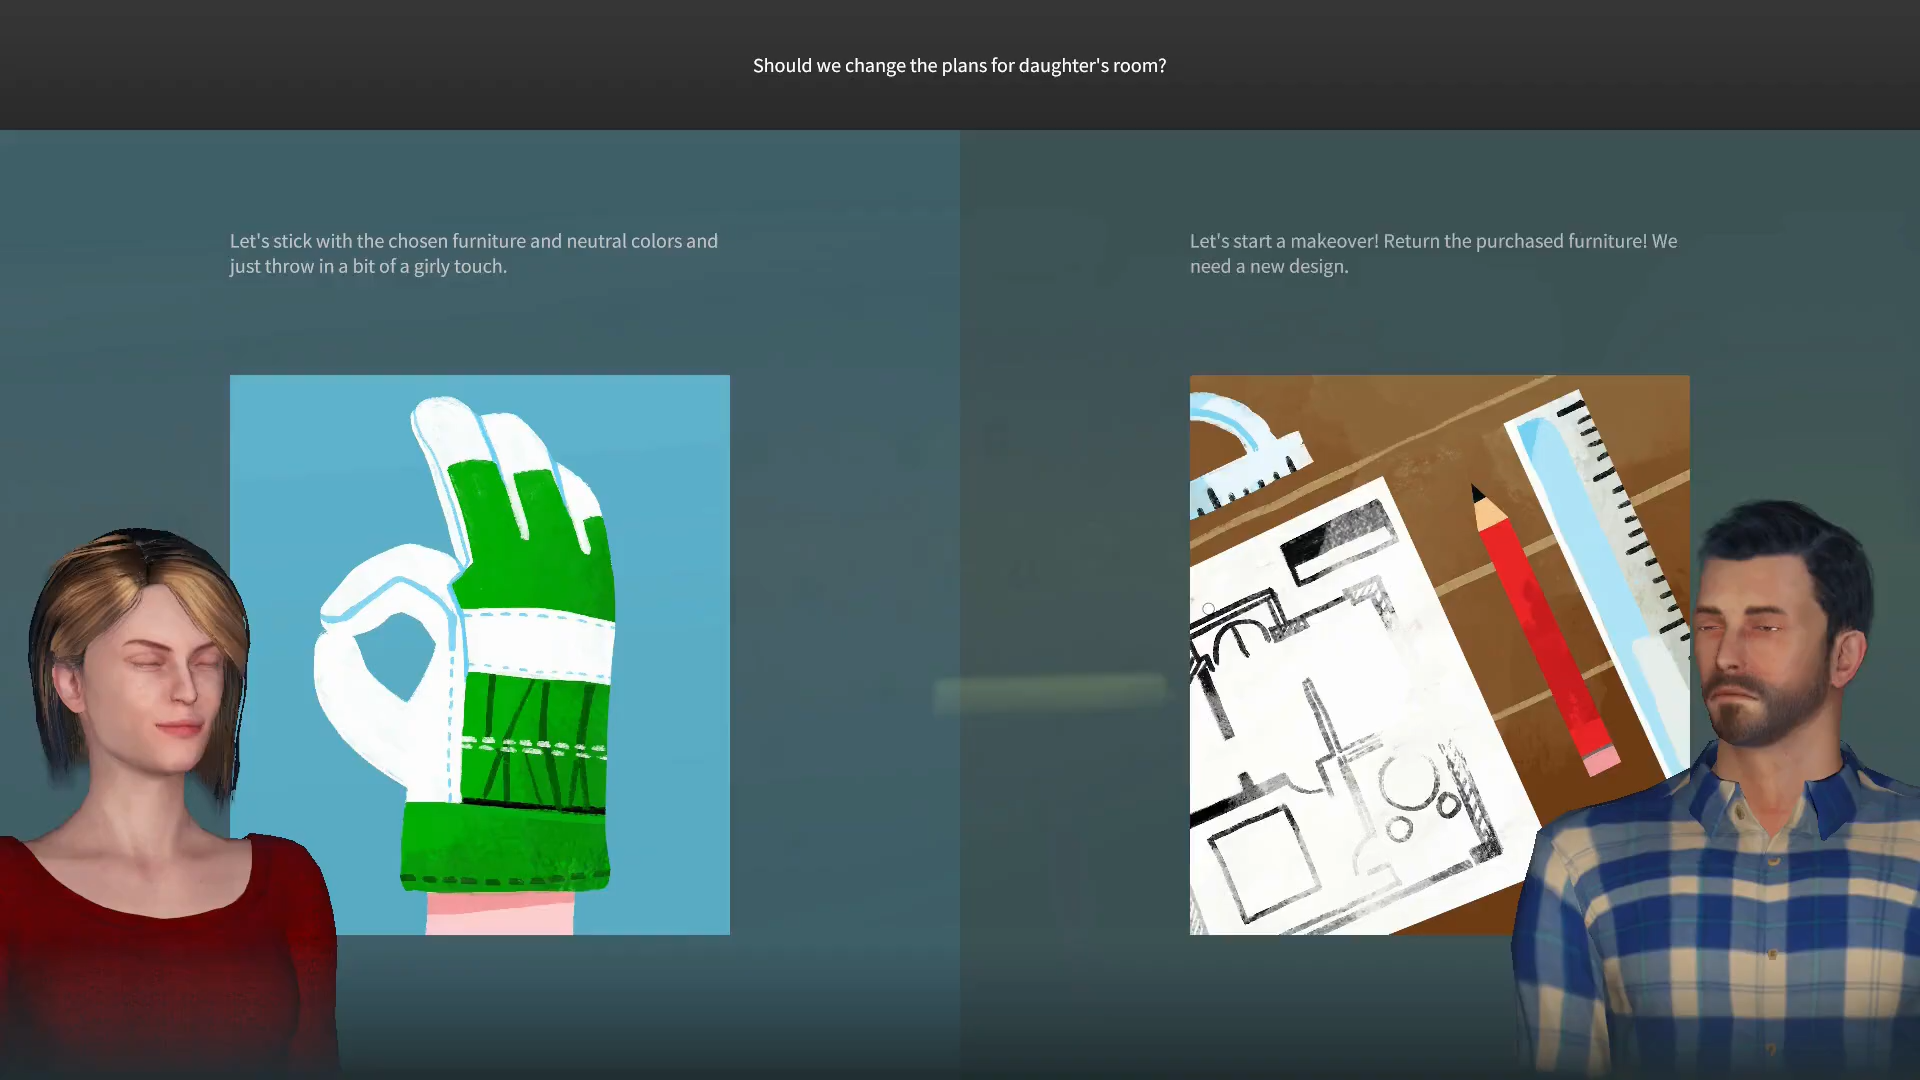 Should we change the plans for daughter's room?
Let's stick with the chosen furniture and neutral colors and
just throw in a bit of a girly touch.
Let's start a makeover! Return the purchased furniture! We
need a new design.